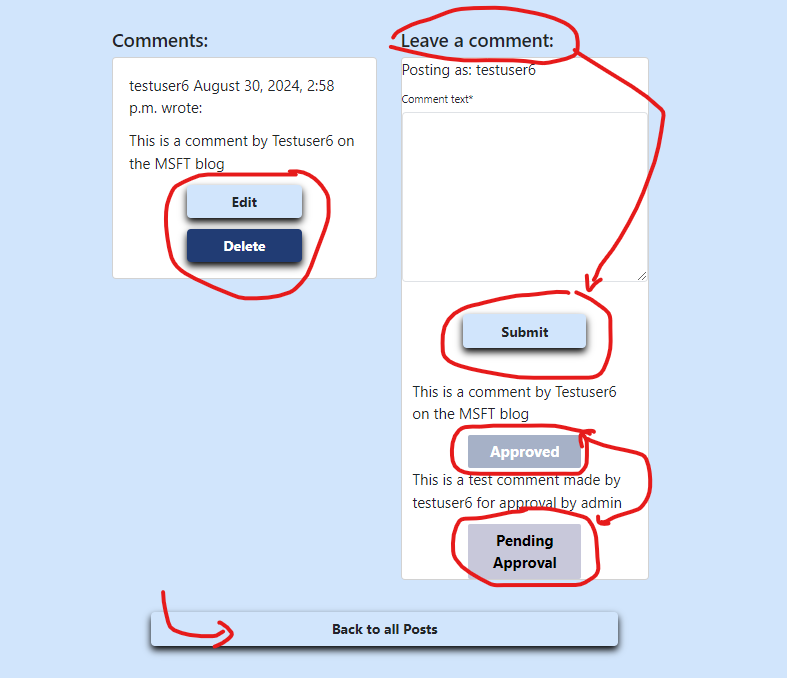 Comments:
testuser6 August 30, 2024, 2:58
p.m. wrote:
This is a comment by Testuser6 on
the MSFT blog
Edit
Delete
Leave a comment:
Posting as: testuser6
Comment text*
Submit
This is a comment by Testuser6
on the MSFT blog
Approved
This is a test comment made by
testuser6 for approval by admin
Pending
Approval
Back to all Posts